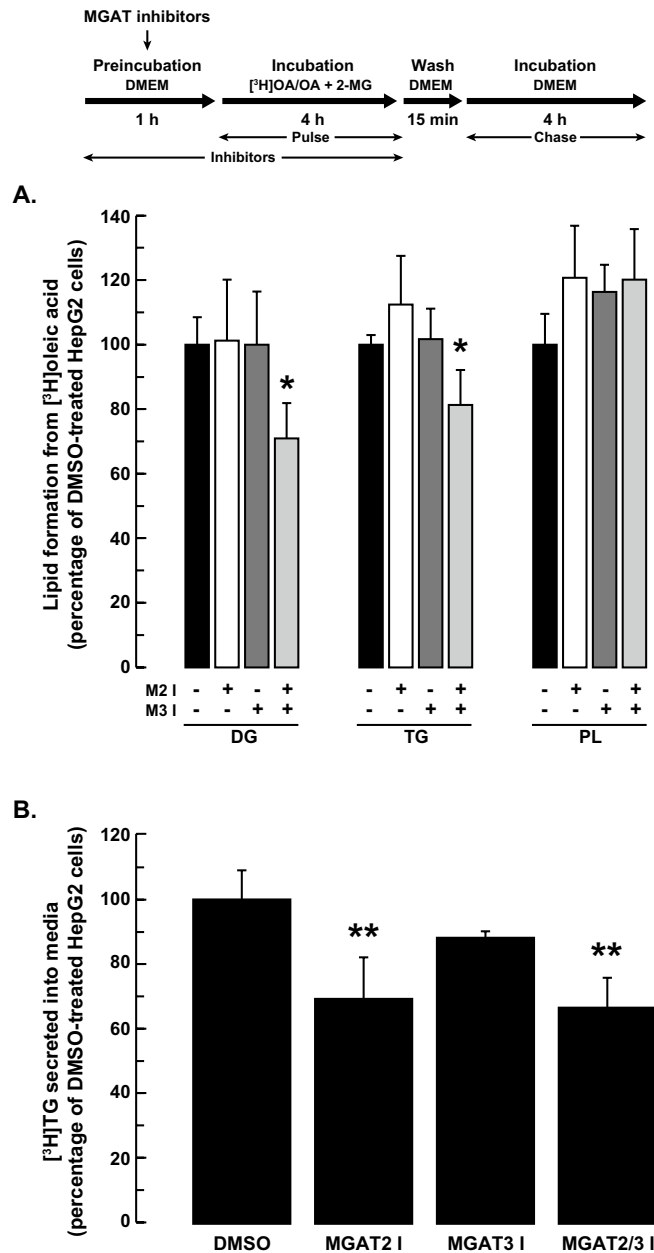 MGAT inhibitors
Preincubation Incubation Wash Incubation
DMEM [³H]OA/OA + 2-MG DMEM DMEM
1 h 4 h 15 min 4 h
Pulse Chase
Inhibitors
A.
Lipid formation from [³H]oleic acid
(percentage of DMSO-treated HepG2 cells)
140
120
100
80
60
40
20
0
* *
M2 I - + - + - + - + - + - +
M3 I - - + + - - + + - - + +
DG TG PL
B.
[³H]TG secreted into media
(percentage of DMSO-treated HepG2 cells)
120
100
80
60
40
20
0
** **
DMSO MGAT2 I MGAT3 I MGAT2/3 I